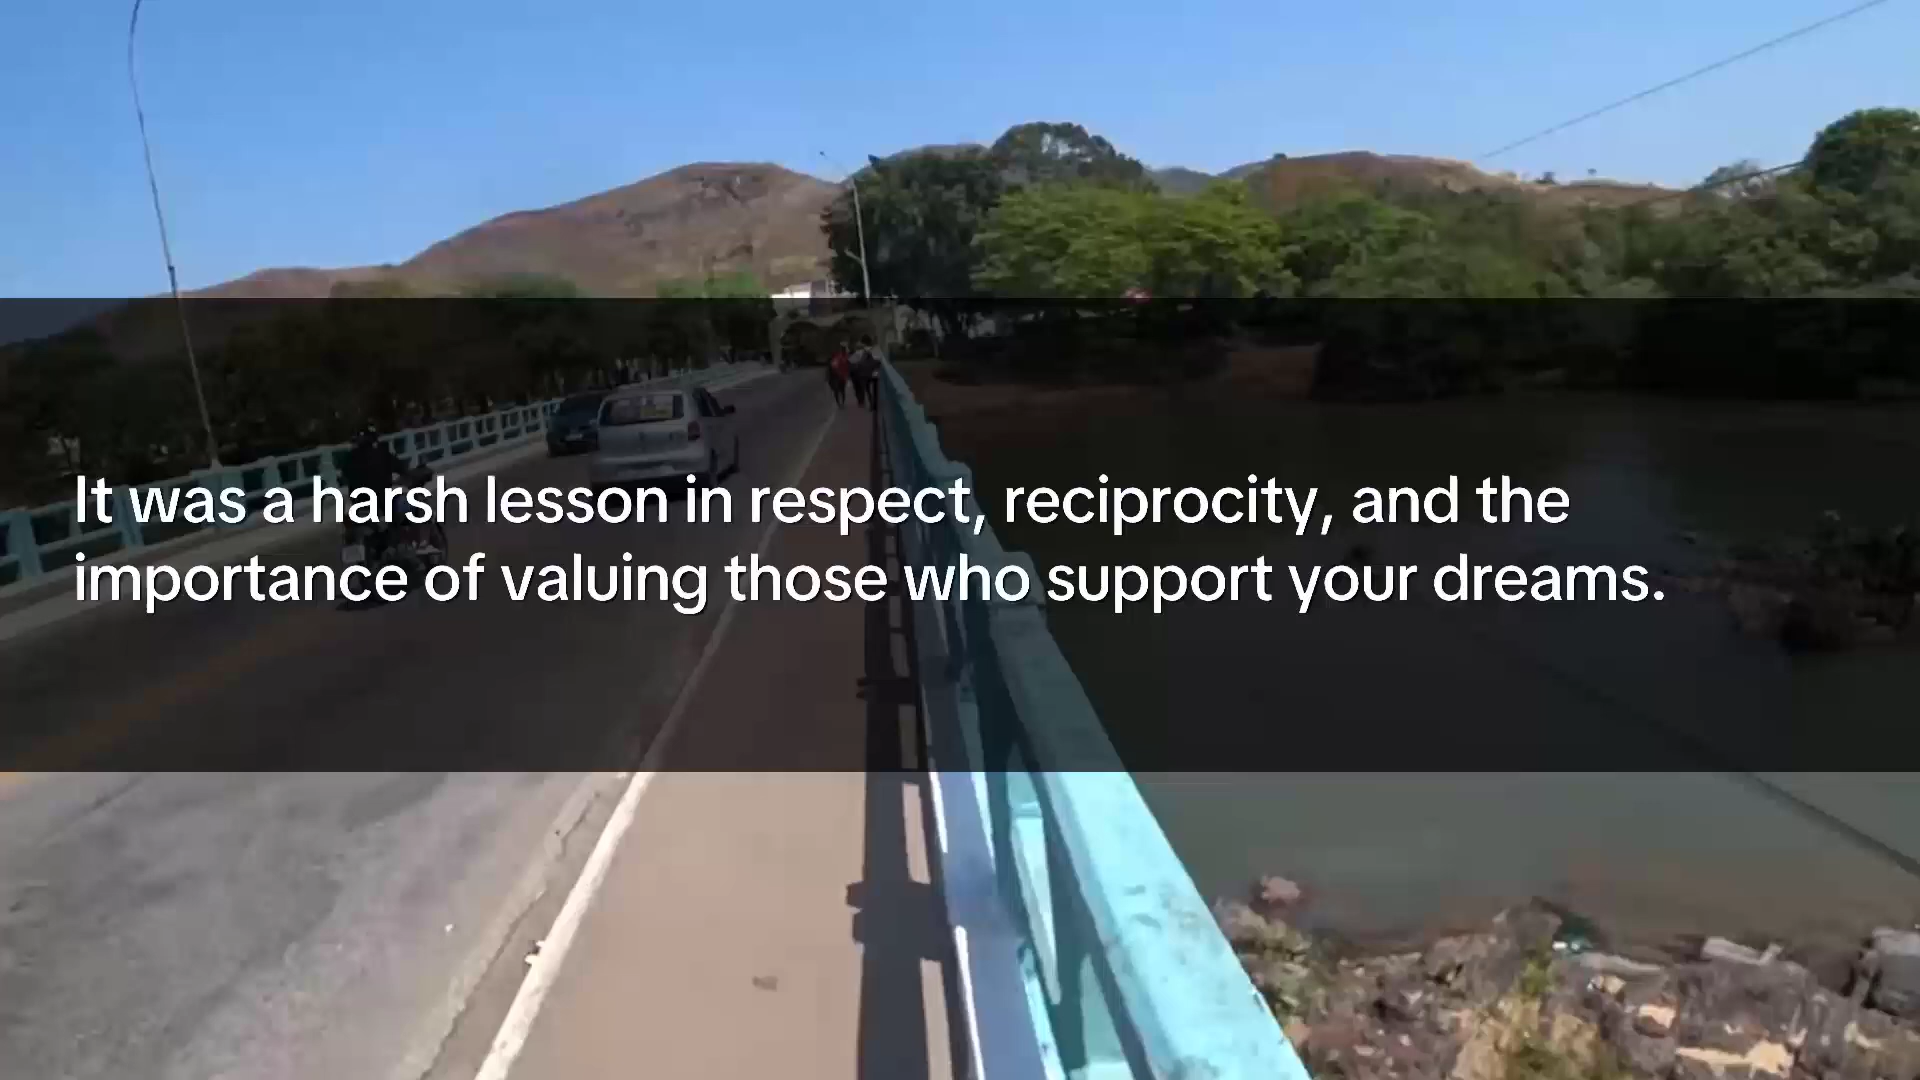 It was a harsh lesson in respect, reciprocity, and the
importance of valuing those who support your dreams.